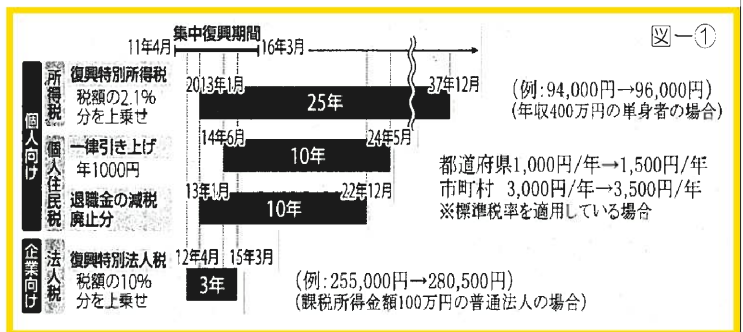 図ー①
集中復興期間
11年4月
16年3月
個人向け
所得税
復興特別所得税
税額の2.1%
分を上乗せ
2013年1月
25年
37年12月
(例:94,000円→96,000円)
(年収400万円の単身者の場合)
個人住民税
一律引き上げ
年1000円
14年6月
10年
24年5月
都道府県1,000円/年→1,500円/年
市町村 3,000円/年→3,500円/年
※標準税率を適用している場合
退職金の減税
廃止分
13年1月
10年
22年12月
企業向け
法人税
復興特別法人税
税額の10%
分を上乗せ
12年4月
15年3月
3年
(例:255,000円→280,500円)
(課税所得金額100万円の普通法人の場合)